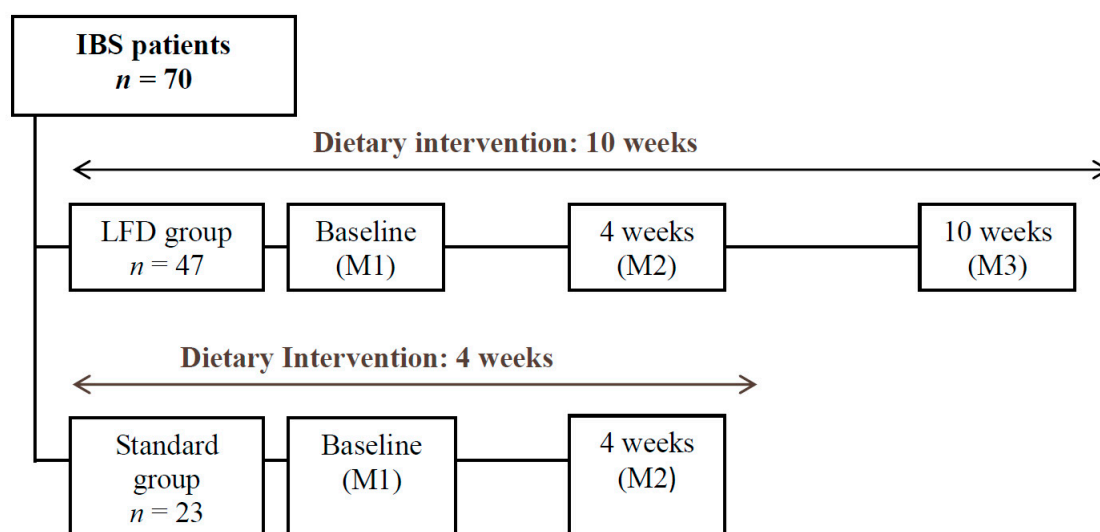 IBS patients
n = 70
Dietary intervention: 10 weeks
LFD group
n = 47
Baseline
(M1)
4 weeks
(M2)
10 weeks
(M3)
Dietary Intervention: 4 weeks
Standard
group
n = 23
Baseline
(M1)
4 weeks
(M2)